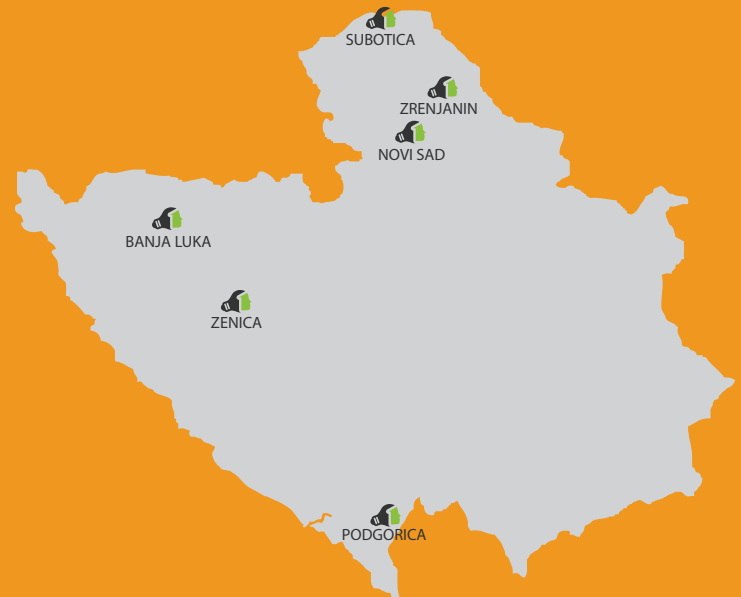 SUBOTICA
ZRENJANIN
NOVI SAD
BANJA LUKA
ZENICA
PODGORICA